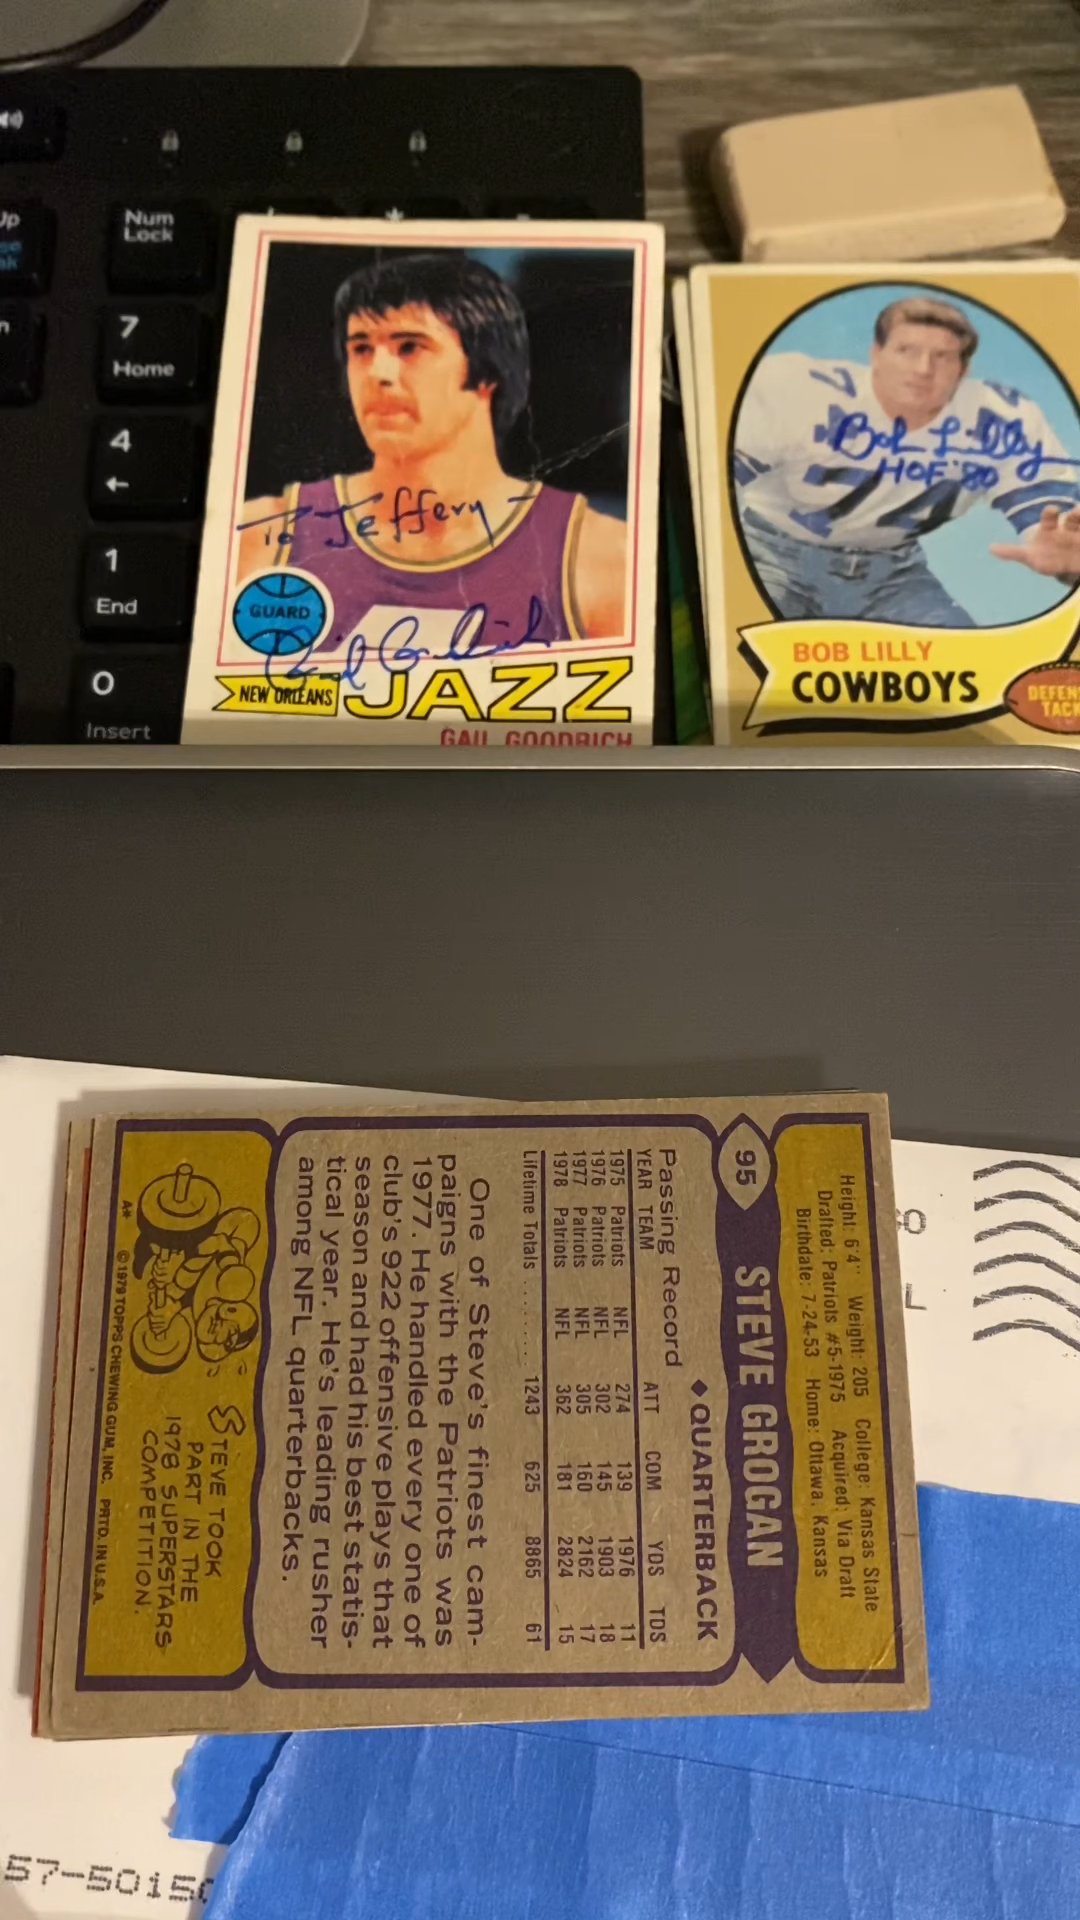 Num
Lock
7
Home
4
1
End
0
Insert
To Jeffery
GUARD
Gail Goodrich
NEW ORLEANS
JAZZ
GAIL GOODRICH
74
Bob Lilly
HOF '80
BOB LILLY
COWBOYS
95 STEVE GROGAN
◆QUARTERBACK
Height: 6'4" Weight: 205 College: Kansas State
Drafted: Patriots #5-1975 Acquired: Via Draft
Birthdate: 7-24-53 Home: Ottawa, Kansas
Passing Record
YEAR TEAM ATT COM YDS TDS
1975 Patriots NFL 274 139 1976 11
1976 Patriots NFL 302 145 1903 18
1977 Patriots NFL 305 160 2162 17
1978 Patriots NFL 362 181 2824 15
Lifetime Totals ........ 1243 625 8865 61
One of Steve's finest cam-
paigns with the Patriots was
1977. He handled every one of
club's 922 offensive plays that
season and had his best statis-
tical year. He's leading rusher
among NFL quarterbacks.
STEVE TOOK
PART IN THE
1978 SUPERSTARS
COMPETITION.
A* © 1979 TOPPS CHEWING GUM, INC. PRTD. IN U.S.A.
57-5015